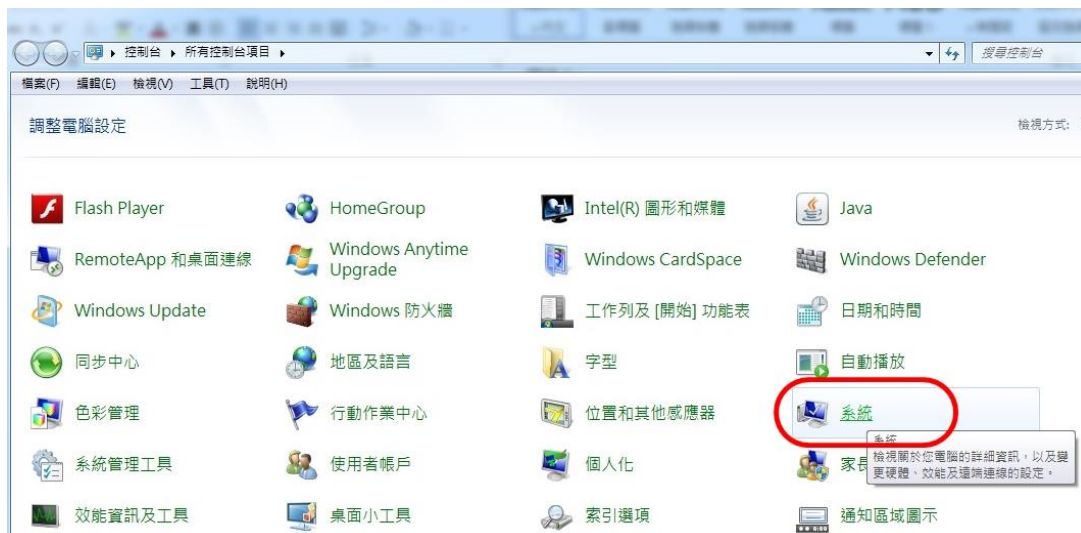 控制台 ▸ 所有控制台項目 ▸ 搜尋控制台
檔案(F) 編輯(E) 檢視(V) 工具(T) 說明(H)
調整電腦設定 檢視方式:
Flash Player HomeGroup Intel(R) 圖形和媒體 Java
RemoteApp 和桌面連線 Windows Anytime Upgrade Windows CardSpace Windows Defender
Windows Update Windows 防火牆 工作列及 [開始] 功能表 日期和時間
同步中心 地區及語言 字型 自動播放
色彩管理 行動作業中心 位置和其他感應器 系統
系統
檢視關於您電腦的詳細資訊，以及變
更硬體、效能及遠端連線的設定。
系統管理工具 使用者帳戶 個人化 家長
效能資訊及工具 桌面小工具 索引選項 通知區域圖示